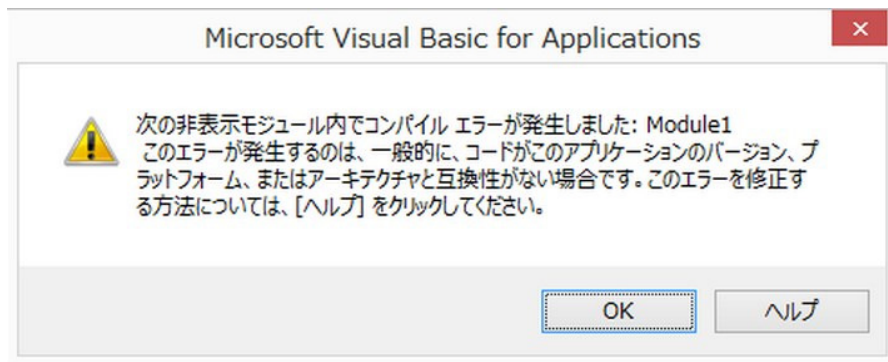 Microsoft Visual Basic for Applications
次の非表示モジュール内でコンパイル エラーが発生しました: Module1
このエラーが発生するのは、一般的に、コードがこのアプリケーションのバージョン、プ
ラットフォーム、またはアーキテクチャと互換性がない場合です。このエラーを修正す
る方法については、[ヘルプ] をクリックしてください。
OK
ヘルプ